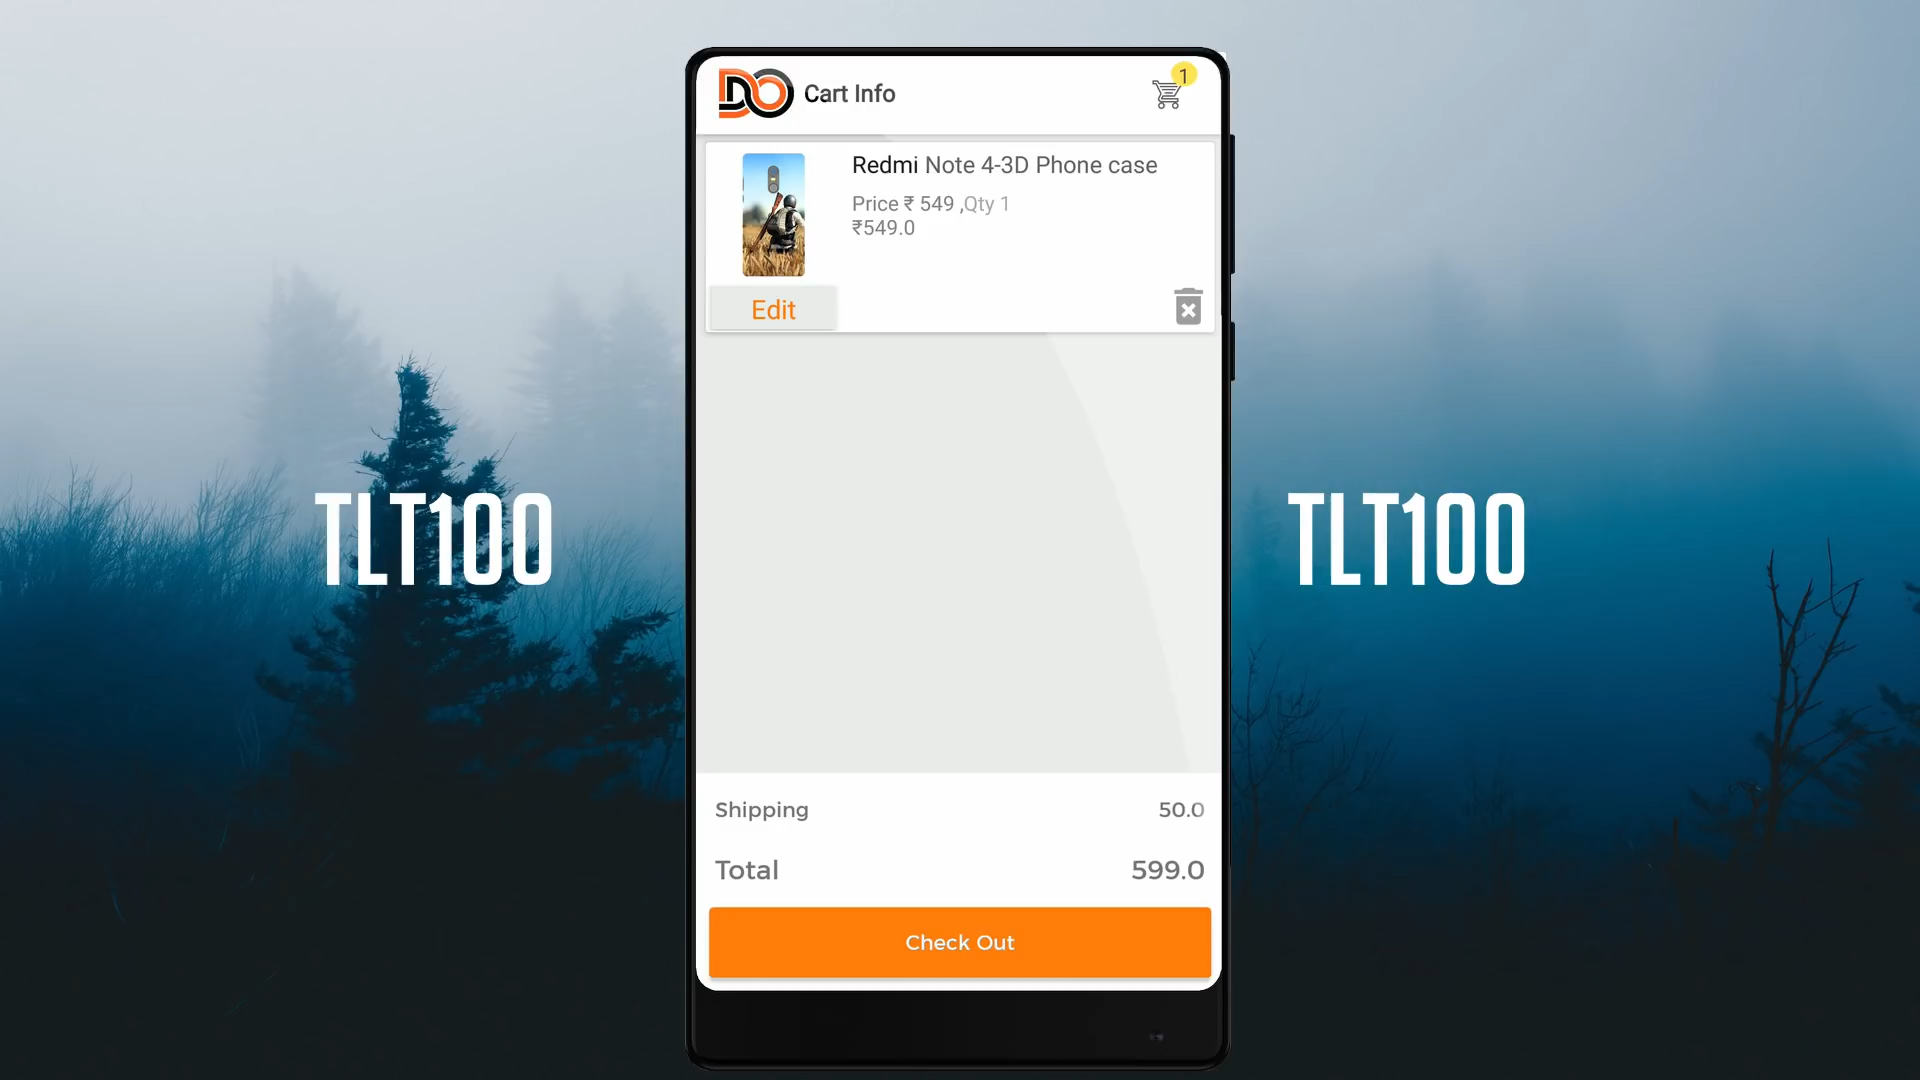 DO Cart Info
1
Redmi Note 4-3D Phone case
Price ₹ 549 ,Qty 1
₹549.0
Edit
TLT100
TLT100
Shipping 50.0
Total 599.0
Check Out